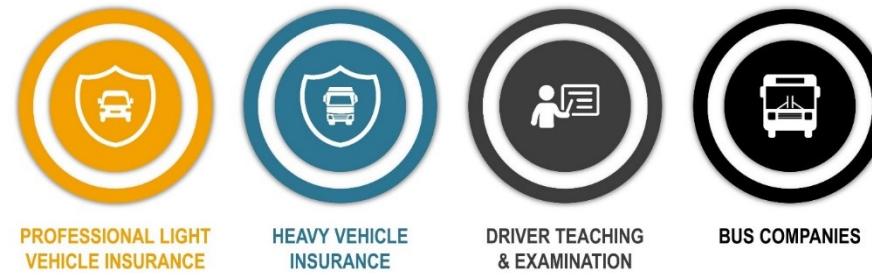 PROFESSIONAL LIGHT
VEHICLE INSURANCE
HEAVY VEHICLE
INSURANCE
DRIVER TEACHING
& EXAMINATION
BUS COMPANIES